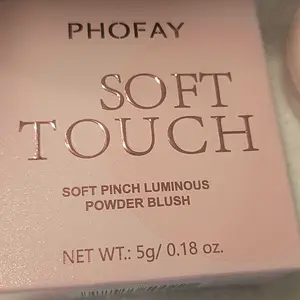 PHOFAY
SOFT
TOUCH
SOFT PINCH LUMINOUS
POWDER BLUSH
NET WT.: 5g/ 0.18 oz.